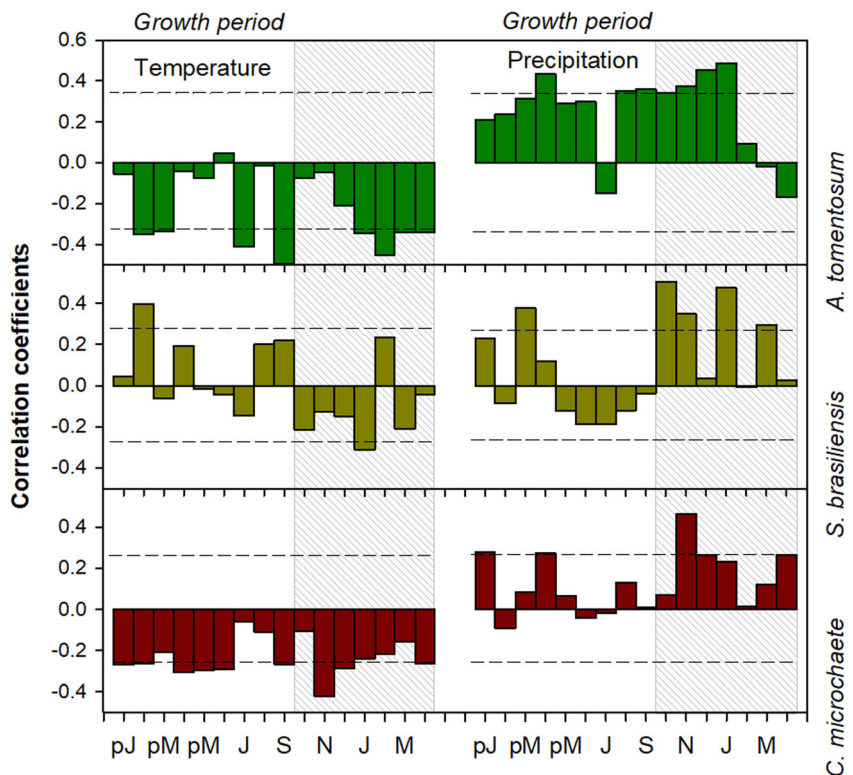 Growth period
Growth period
Temperature
Precipitation
Correlation coefficients
0.6
0.4
0.2
0.0
-0.2
-0.4
0.4
0.2
0.0
-0.2
-0.4
0.4
0.2
0.0
-0.2
-0.4
A. tomentosum
S. brasiliensis
C. microchaete
pJ pM pM J S N J M
pJ pM pM J S N J M